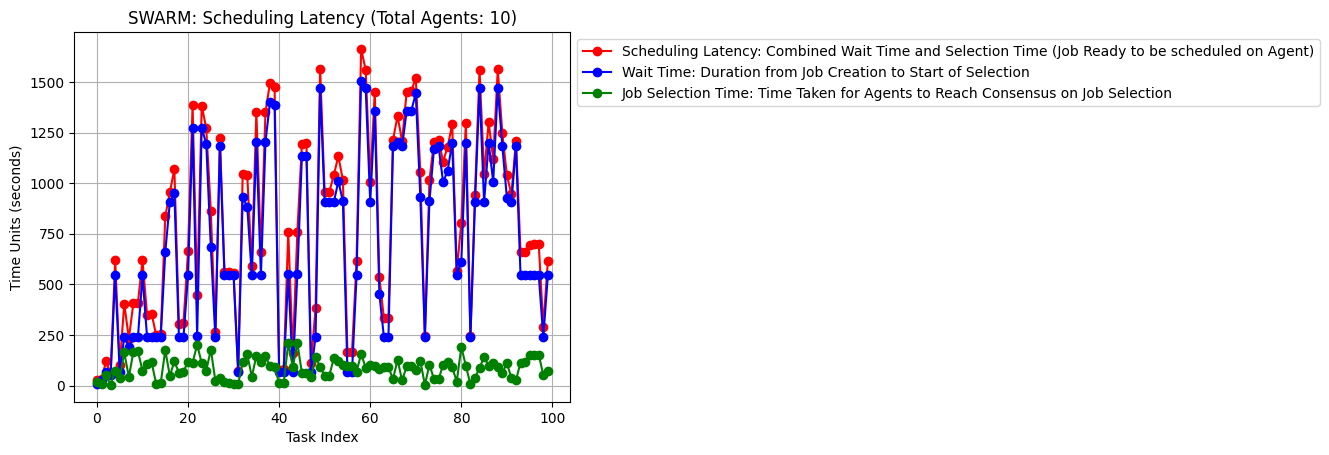 SWARM: Scheduling Latency (Total Agents: 10)
Scheduling Latency: Combined Wait Time and Selection Time (Job Ready to be scheduled on Agent)
Wait Time: Duration from Job Creation to Start of Selection
Job Selection Time: Time Taken for Agents to Reach Consensus on Job Selection
Time Units (seconds)
1500
1250
1000
750
500
250
0
0 20 40 60 80 100
Task Index